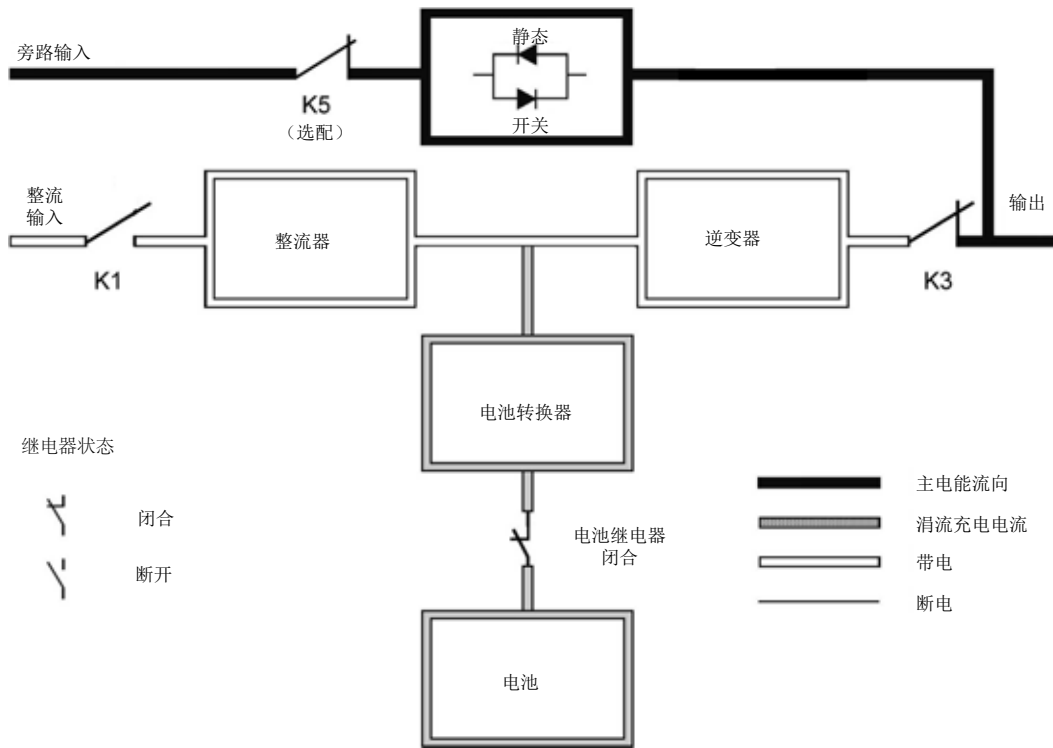 旁路输入
静态
开关
K5
（选配）
整流
输入
K1
整流器
逆变器
K3
输出
电池转换器
继电器状态
闭合
断开
电池继电器
闭合
主电能流向
涓流充电电流
带电
断电
电池